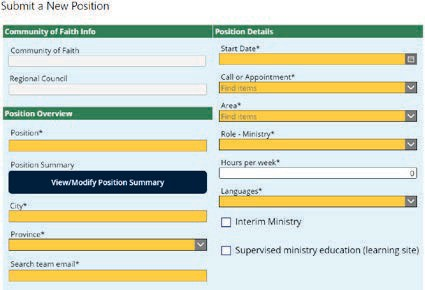 Submit a New Position
Community of Faith Info
Community of Faith
Regional Council
Position Overview
Position*
Position Summary
View/Modify Position Summary
City*
Province*
Search team email*
Position Details
Start Date*
Call or Appointment*
Find items
Area*
Find items
Role - Ministry*
Hours per week*
0
Languages*
Interim Ministry
Supervised ministry education (learning site)